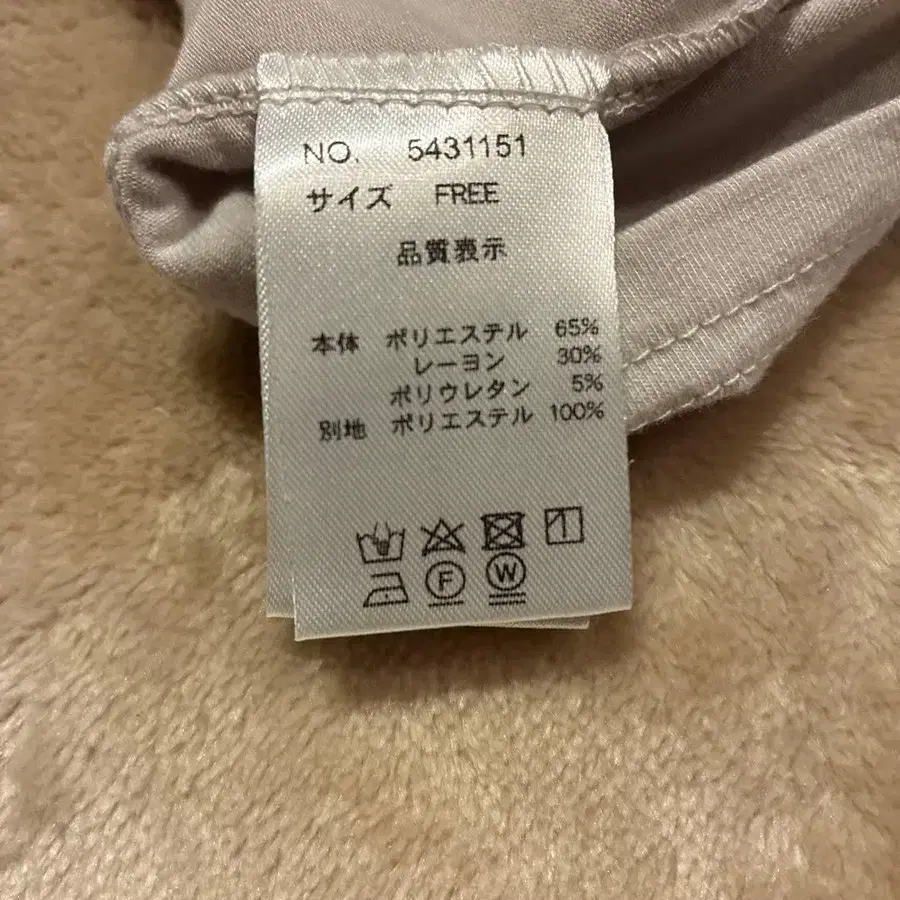 NO. 5431151
サイズ FREE
品質表示
本体 ポリエステル 65%
レーヨン 30%
ポリウレタン 5%
別地 ポリエステル 100%
F W